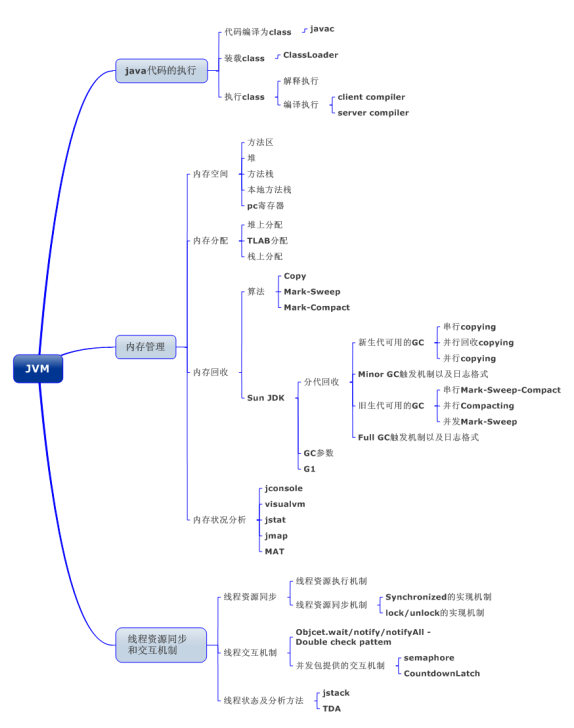 JVM
java代码的执行
代码编译为class
javac
装载class
ClassLoader
执行class
解释执行
编译执行
client compiler
server compiler
内存管理
内存空间
方法区
堆
方法栈
本地方法栈
pc寄存器
内存分配
堆上分配
TLAB分配
栈上分配
内存回收
算法
Copy
Mark-Sweep
Mark-Compact
Sun JDK
分代回收
新生代可用的GC
串行copying
并行回收copying
并行copying
Minor GC触发机制以及日志格式
旧生代可用的GC
串行Mark-Sweep-Compact
并行Compacting
并发Mark-Sweep
Full GC触发机制以及日志格式
GC参数
G1
内存状况分析
jconsole
visualvm
jstat
jmap
MAT
线程资源同步
和交互机制
线程资源同步
线程资源执行机制
线程资源同步机制
Synchronized的实现机制
lock/unlock的实现机制
线程交互机制
Objcet.wait/notify/notifyAll -
Double check pattem
并发包提供的交互机制
semaphore
CountdownLatch
线程状态及分析方法
jstack
TDA